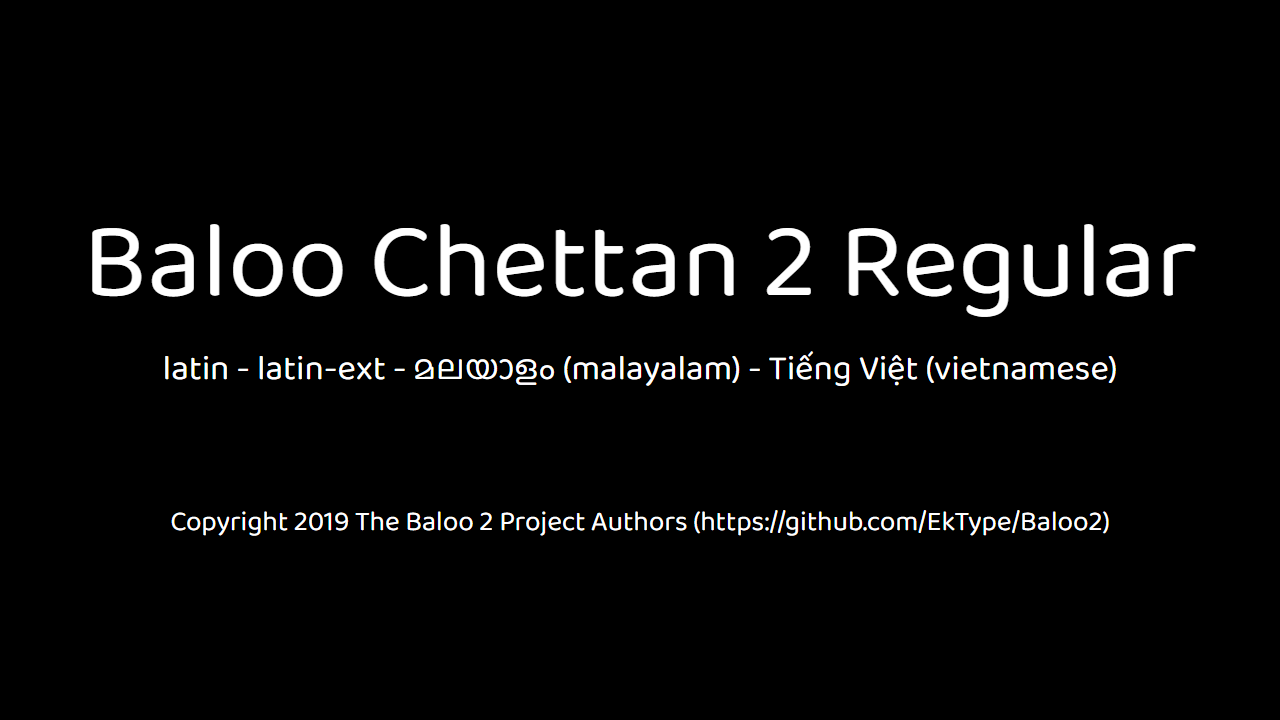 Baloo Chettan 2 Regular
latin - latin-ext - മലയാളം (malayalam) - Tiếng Việt (vietnamese)
Copyright 2019 The Baloo 2 Project Authors (https://github.com/EkType/Baloo2)